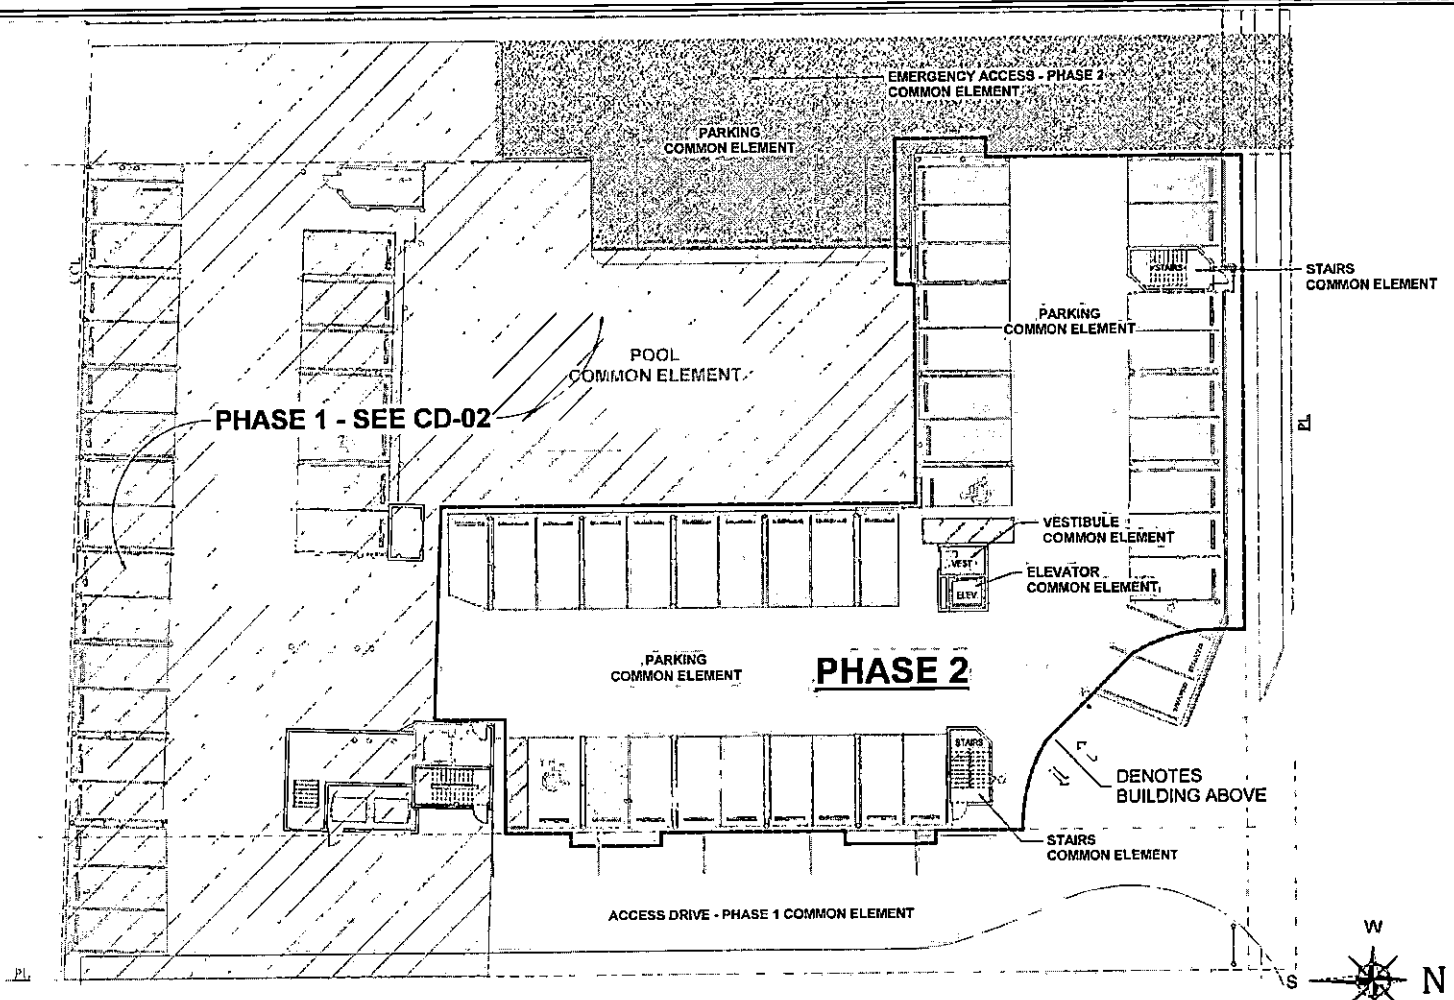 EMERGENCY ACCESS - PHASE 2
COMMON ELEMENT
PARKING
COMMON ELEMENT
STAIRS
STAIRS
COMMON ELEMENT
PARKING
COMMON ELEMENT
POOL
COMMON ELEMENT
PHASE 1 - SEE CD-02
PL
VESTIBULE
COMMON ELEMENT
VEST
ELEVATOR
COMMON ELEMENT
ELEV.
PARKING
COMMON ELEMENT
PHASE 2
STAIRS
DENOTES
BUILDING ABOVE
STAIRS
COMMON ELEMENT
ACCESS DRIVE - PHASE 1 COMMON ELEMENT
W
PL
S
N